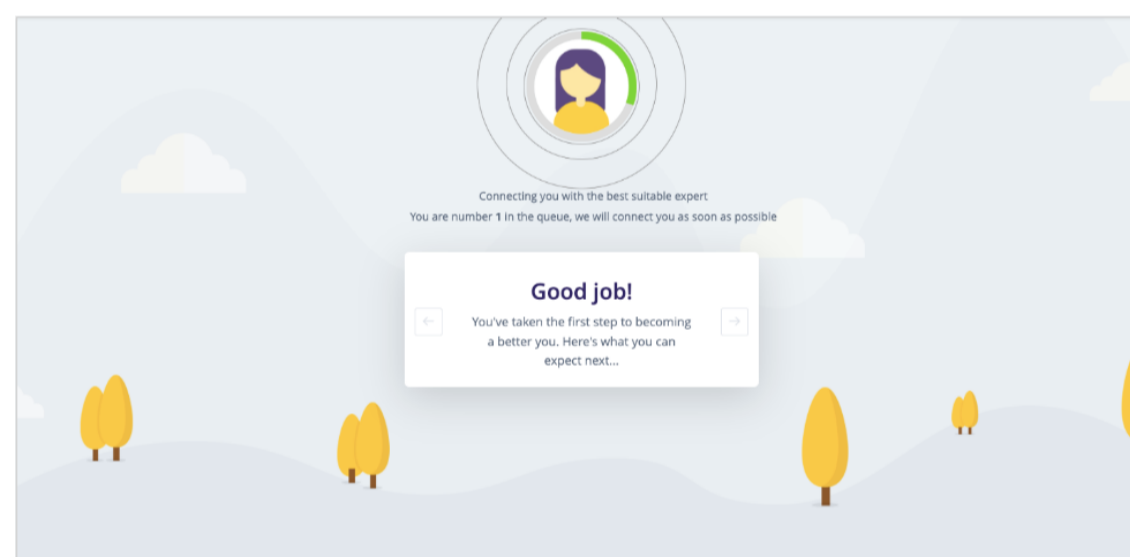 Connecting you with the best suitable expert
You are number 1 in the queue, we will connect you as soon as possible
Good job!
You've taken the first step to becoming
a better you. Here's what you can
expect next...